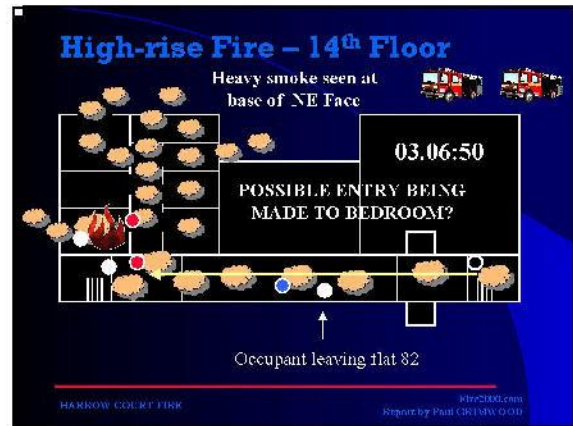 High-rise Fire – 14th Floor
Heavy smoke seen at
base of NE Face
03.06:50
POSSIBLE ENTRY BEING
MADE TO BEDROOM?
Occupant leaving flat 82
HARROW COURT FIRE
Fire2000.com
Report by Paul GRIMWOOD